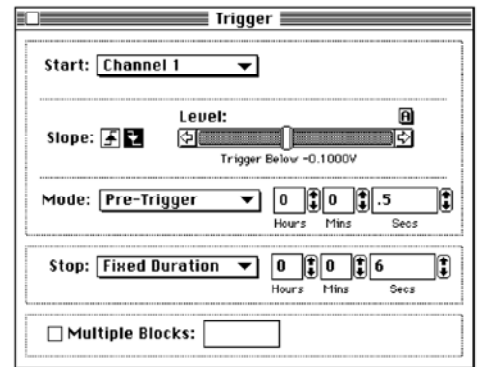 Trigger
Start: Channel 1
Level:
A
Slope:
Trigger Below -0.1000V
Mode: Pre-Trigger 0 0 .5
Hours Mins Secs
Stop: Fixed Duration 0 0 6
Hours Mins Secs
Multiple Blocks: